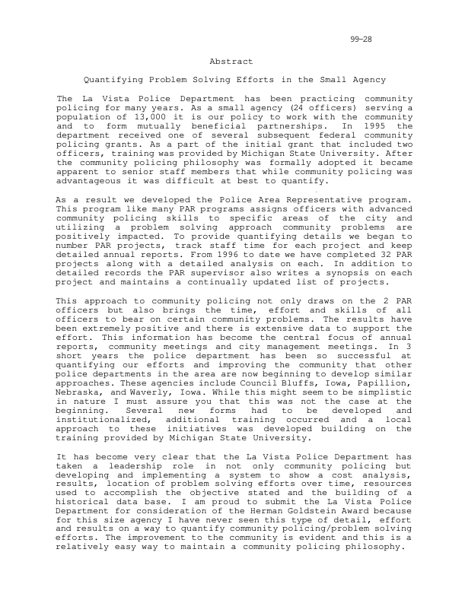 99-28
Abstract
Quantifying Problem Solving Efforts in the Small Agency
The La Vista Police Department has been practicing community
policing for many years. As a small agency (24 officers) serving a
population of 13,000 it is our policy to work with the community
and to form mutually beneficial partnerships. In 1995 the
department received one of several subsequent federal community
policing grants. As a part of the initial grant that included two
officers, training was provided by Michigan State University. After
the community policing philosophy was formally adopted it became
apparent to senior staff members that while community policing was
advantageous it was difficult at best to quantify.
As a result we developed the Police Area Representative program.
This program like many PAR programs assigns officers with advanced
community policing skills to specific areas of the city and
utilizing a problem solving approach community problems are
positively impacted. To provide quantifying details we began to
number PAR projects, track staff time for each project and keep
detailed annual reports. From 1996 to date we have completed 32 PAR
projects along with a detailed analysis on each. In addition to
detailed records the PAR supervisor also writes a synopsis on each
project and maintains a continually updated list of projects.
This approach to community policing not only draws on the 2 PAR
officers but also brings the time, effort and skills of all
officers to bear on certain community problems. The results have
been extremely positive and there is extensive data to support the
effort. This information has become the central focus of annual
reports, community meetings and city management meetings. In 3
short years the police department has been so successful at
quantifying our efforts and improving the community that other
police departments in the area are now beginning to develop similar
approaches. These agencies include Council Bluffs, Iowa, Papillion,
Nebraska, and Waverly, Iowa. While this might seem to be simplistic
in nature I must assure you that this was not the case at the
beginning. Several new forms had to be developed and
institutionalized, additional training occurred and a local
approach to these initiatives was developed building on the
training provided by Michigan State University.
It has become very clear that the La Vista Police Department has
taken a leadership role in not only community policing but
developing and implementing a system to show a cost analysis,
results, location of problem solving efforts over time, resources
used to accomplish the objective stated and the building of a
historical data base. I am proud to submit the La Vista Police
Department for consideration of the Herman Goldstein Award because
for this size agency I have never seen this type of detail, effort
and results on a way to quantify community policing/problem solving
efforts. The improvement to the community is evident and this is a
relatively easy way to maintain a community policing philosophy.